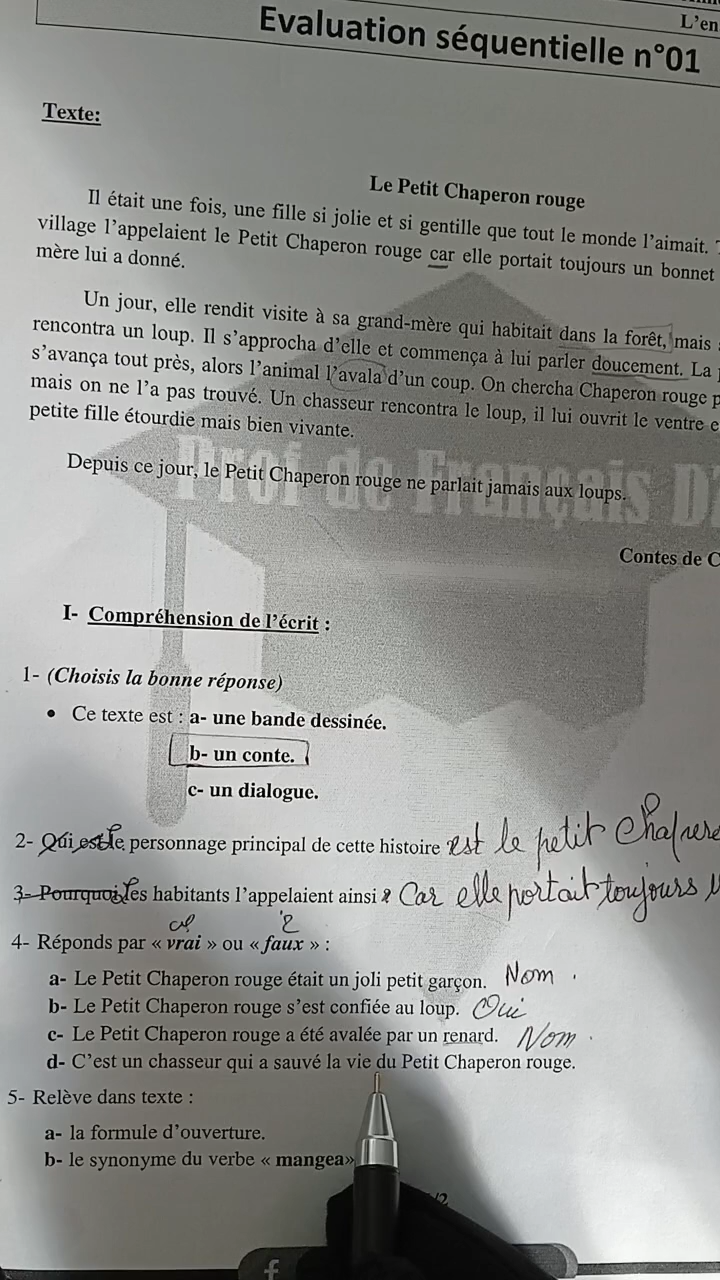 L'en
Evaluation séquentielle n°01
Texte:
Le Petit Chaperon rouge
Il était une fois, une fille si jolie et si gentille que tout le monde l'aimait.
village l'appelaient le Petit Chaperon rouge car elle portait toujours un bonnet
mère lui a donné.
Un jour, elle rendit visite à sa grand-mère qui habitait dans la forêt, mais
rencontra un loup. Il s'approcha d'elle et commença à lui parler doucement. La
s'avança tout près, alors l'animal l'avala d'un coup. On chercha Chaperon rouge p
mais on ne l'a pas trouvé. Un chasseur rencontra le loup, il lui ouvrit le ventre e
petite fille étourdie mais bien vivante.
Prof de Français D
Depuis ce jour, le Petit Chaperon rouge ne parlait jamais aux loups.
Contes de C
I- Compréhension de l'écrit :
1- (Choisis la bonne réponse)
• Ce texte est : a- une bande dessinée.
b- un conte.
c- un dialogue.
2- Qui est le personnage principal de cette histoire est le petit Chapere
3- Pourquoi les habitants l'appelaient ainsi ? Car elle portait toujours
4- Réponds par « vrai » ou « faux » :
a- Le Petit Chaperon rouge était un joli petit garçon. Nom .
b- Le Petit Chaperon rouge s'est confiée au loup. Oui
c- Le Petit Chaperon rouge a été avalée par un renard. Nom .
d- C'est un chasseur qui a sauvé la vie du Petit Chaperon rouge.
5- Relève dans texte :
a- la formule d'ouverture.
b- le synonyme du verbe « mangea»
/2
f